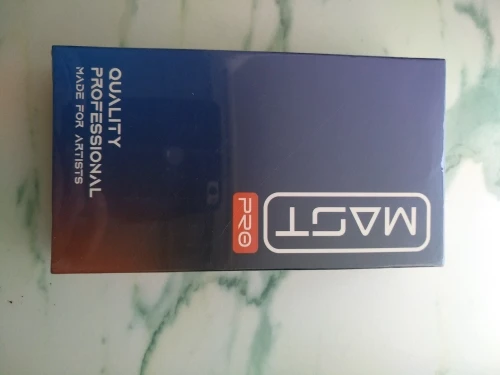 MAST
PRO
QUALITY
PROFESSIONAL
MADE FOR ARTISTS